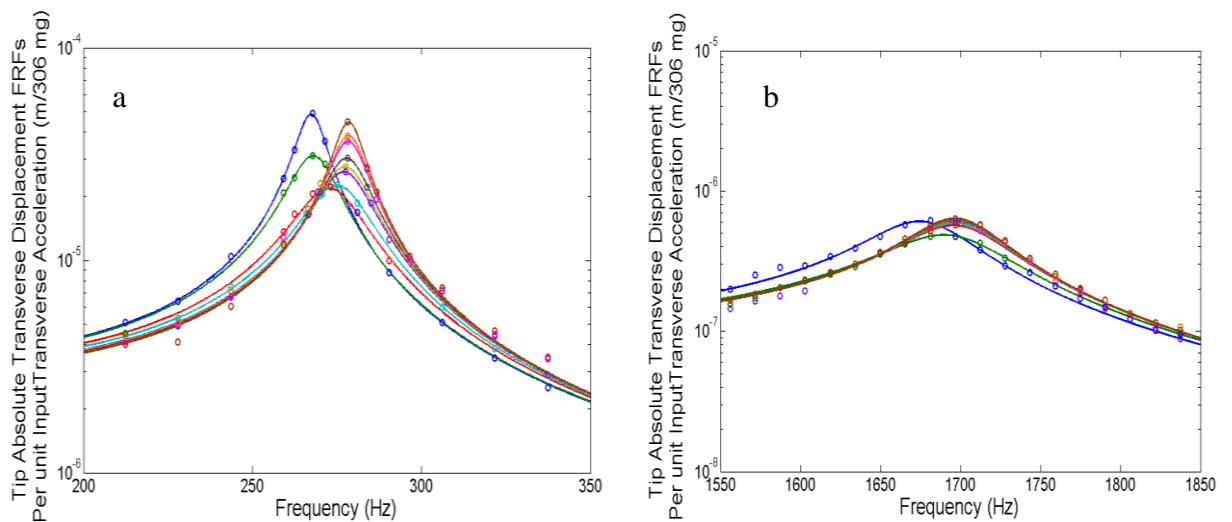 Tip Absolute Transverse Displacement FRFs
Per unit InputTransverse Acceleration (m/306 mg)
a
10^-4
10^-5
10^-6
200
250
300
350
Frequency (Hz)
Tip Absolute Transverse Displacement FRFs
Per unit InputTransverse Acceleration (m/306 mg)
b
10^-5
10^-6
10^-7
10^-8
1550
1600
1650
1700
1750
1800
1850
Frequency (Hz)